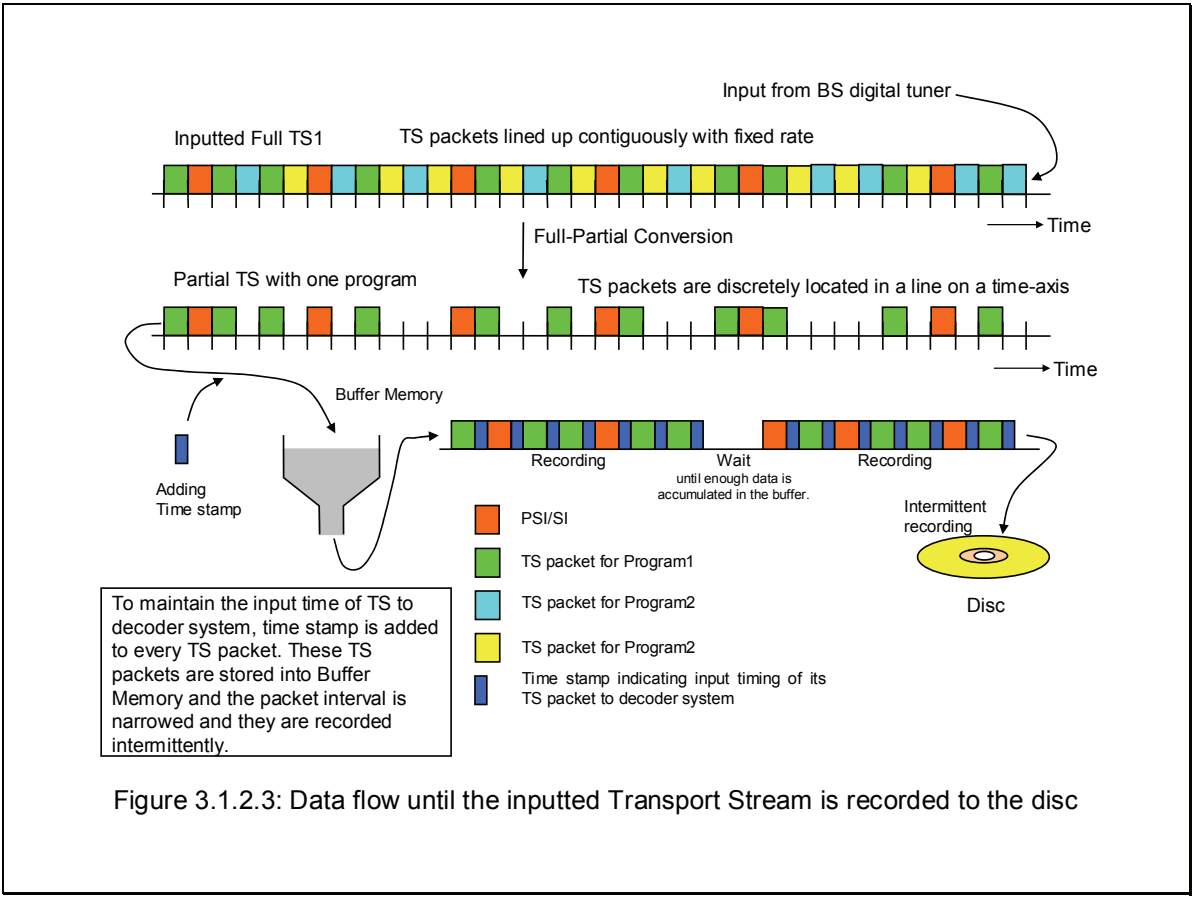 Input from BS digital tuner
Inputted Full TS1
TS packets lined up contiguously with fixed rate
Time
Full-Partial Conversion
Partial TS with one program
TS packets are discretely located in a line on a time-axis
Time
Buffer Memory
Adding
Time stamp
Recording
Wait
until enough data is
accumulated in the buffer.
Recording
Intermittent
recording
Disc
PSI/SI
TS packet for Program1
TS packet for Program2
TS packet for Program2
Time stamp indicating input timing of its
TS packet to decoder system
To maintain the input time of TS to
decoder system, time stamp is added
to every TS packet. These TS
packets are stored into Buffer
Memory and the packet interval is
narrowed and they are recorded
intermittently.
Figure 3.1.2.3: Data flow until the inputted Transport Stream is recorded to the disc